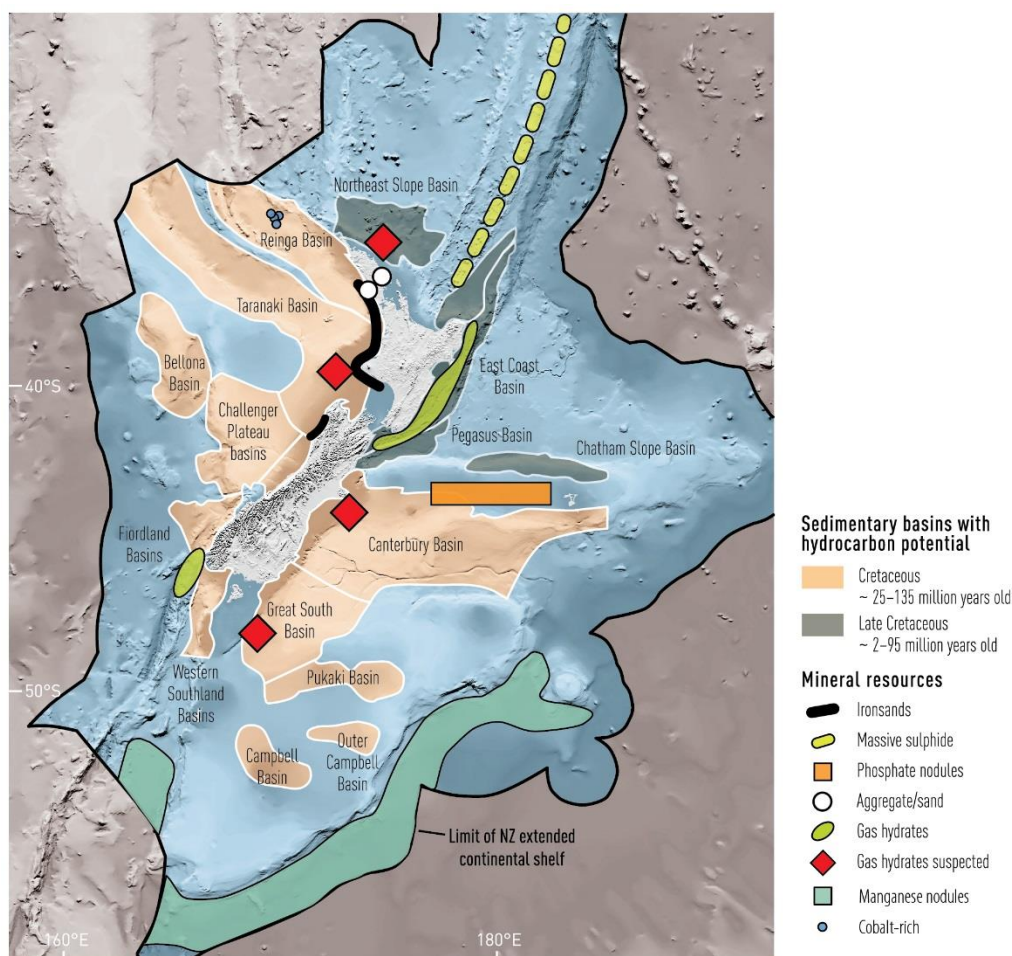 Northeast Slope Basin
Reinga Basin
Taranaki Basin
Bellona
Basin
40°S
East Coast
Basin
Challenger
Plateau
basins
Pegasus Basin
Chatham Slope Basin
Fiordland
Basins
Canterbury Basin
Great South
Basin
Western
Southland
Basins
Pukaki Basin
50°S
Campbell
Basin
Outer
Campbell
Basin
Limit of NZ extended
continental shelf
160°E
180°
Sedimentary basins with
hydrocarbon potential
Cretaceous
~ 25–135 million years old
Late Cretaceous
~ 2–95 million years old
Mineral resources
Ironsands
Massive sulphide
Phosphate nodules
Aggregate/sand
Gas hydrates
Gas hydrates suspected
Manganese nodules
Cobalt-rich